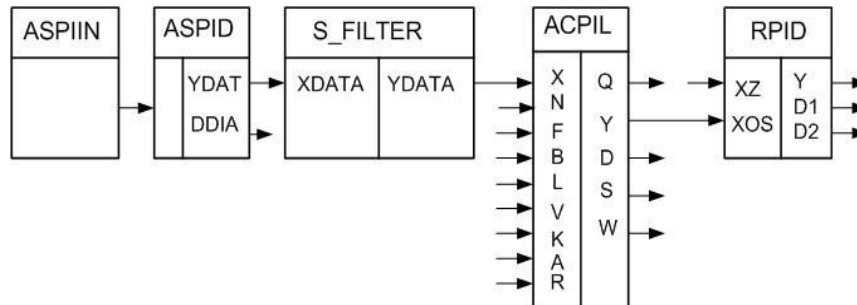 ASPIIN
ASPID
YDAT
DDIA
S_FILTER
XDATA
YDATA
ACPIL
X
N
F
B
L
V
K
A
R
Q
Y
D
S
W
RPID
XZ
XOS
Y
D1
D2